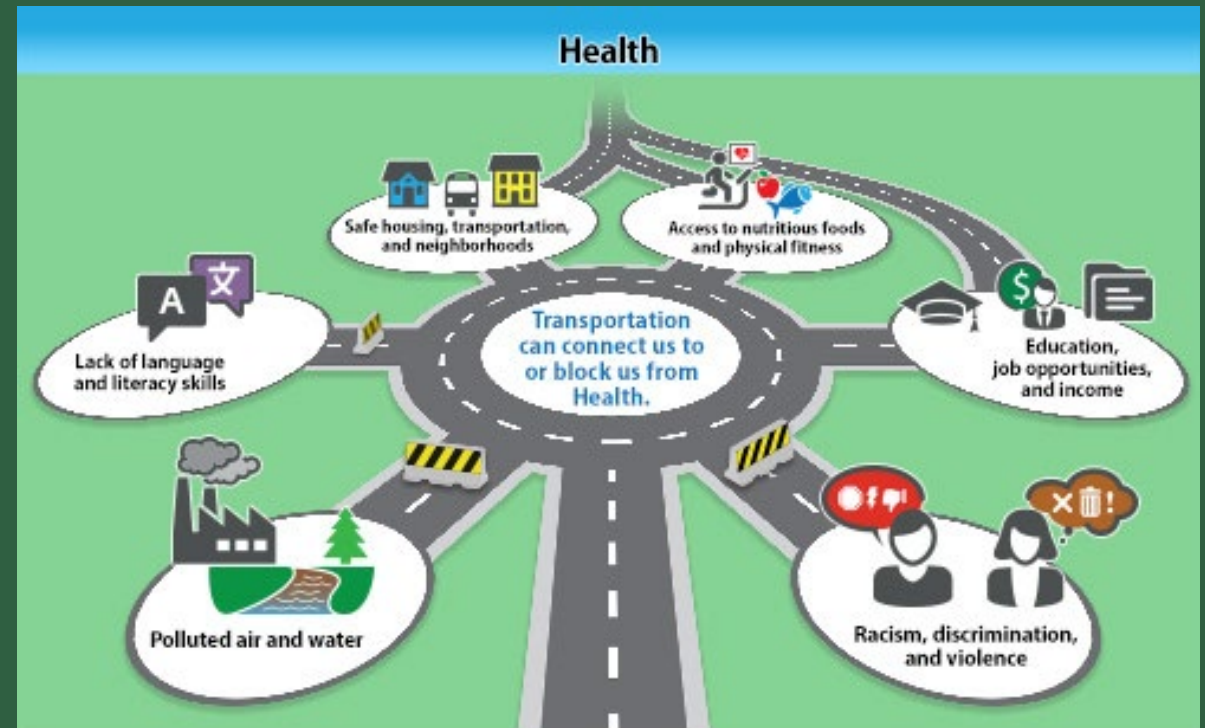 Health
Safe housing, transportation,
and neighborhoods
Access to nutritious foods
and physical fitness
A
文
$
Lack of language
and literacy skills
Transportation
can connect us to
or block us from
Health.
Education,
job opportunities,
and income
Polluted air and water
!
Racism, discrimination,
and violence